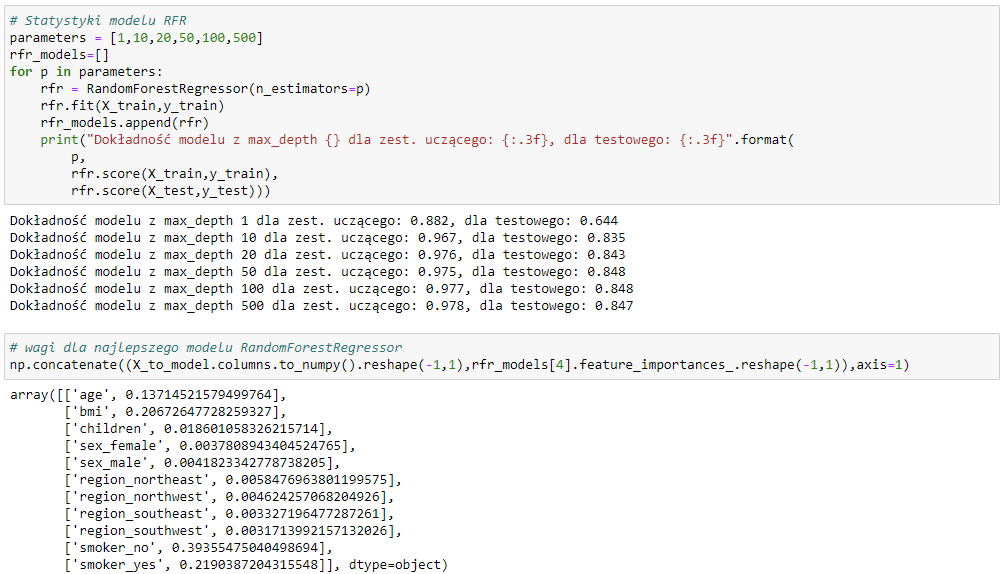 # Statystyki modelu RFR
parameters = [1,10,20,50,100,500]
rfr_models=[]
for p in parameters:
    rfr = RandomForestRegressor(n_estimators=p)
    rfr.fit(X_train,y_train)
    rfr_models.append(rfr)
    print("Dokładność modelu z max_depth {} dla zest. uczącego: {:.3f}, dla testowego: {:.3f}".format(
        p,
        rfr.score(X_train,y_train),
        rfr.score(X_test,y_test)))
Dokładność modelu z max_depth 1 dla zest. uczącego: 0.882, dla testowego: 0.644
Dokładność modelu z max_depth 10 dla zest. uczącego: 0.967, dla testowego: 0.835
Dokładność modelu z max_depth 20 dla zest. uczącego: 0.976, dla testowego: 0.843
Dokładność modelu z max_depth 50 dla zest. uczącego: 0.975, dla testowego: 0.848
Dokładność modelu z max_depth 100 dla zest. uczącego: 0.977, dla testowego: 0.848
Dokładność modelu z max_depth 500 dla zest. uczącego: 0.978, dla testowego: 0.847
# wagi dla najlepszego modelu RandomForestRegressor
np.concatenate((X_to_model.columns.to_numpy().reshape(-1,1),rfr_models[4].feature_importances_.reshape(-1,1)),axis=1)
array([['age', 0.13714521579499764],
       ['bmi', 0.20672647728259327],
       ['children', 0.018601058326215714],
       ['sex_female', 0.0037808943404524765],
       ['sex_male', 0.0041823342778738205],
       ['region_northeast', 0.0058476963801199575],
       ['region_northwest', 0.004624257068204926],
       ['region_southeast', 0.003327196477287261],
       ['region_southwest', 0.0031713992157132026],
       ['smoker_no', 0.39355475040498694],
       ['smoker_yes', 0.2190387204315548]], dtype=object)